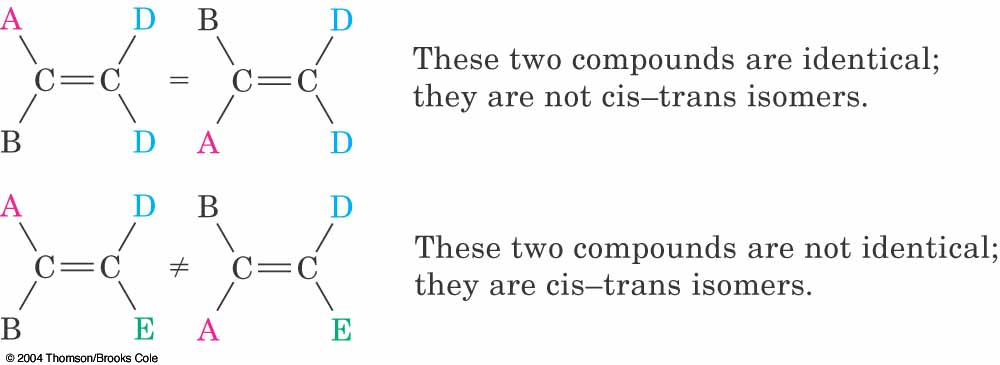 A D B D
C=C = C=C These two compounds are identical;
they are not cis–trans isomers.
B D A D
A D B D
C=C ≠ C=C These two compounds are not identical;
they are cis–trans isomers.
B E A E
© 2004 Thomson/Brooks Cole